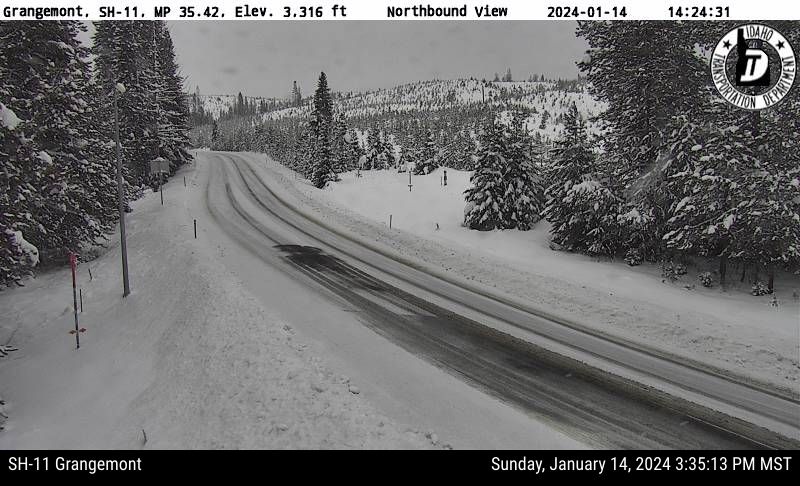 Grangemont, SH-11, MP 35.42, Elev. 3,316 ft Northbound View 2024-01-14 14:24:31
IDAHO
TRANSPORTATION DEPARTMENT
SH-11 Grangemont Sunday, January 14, 2024 3:35:13 PM MST